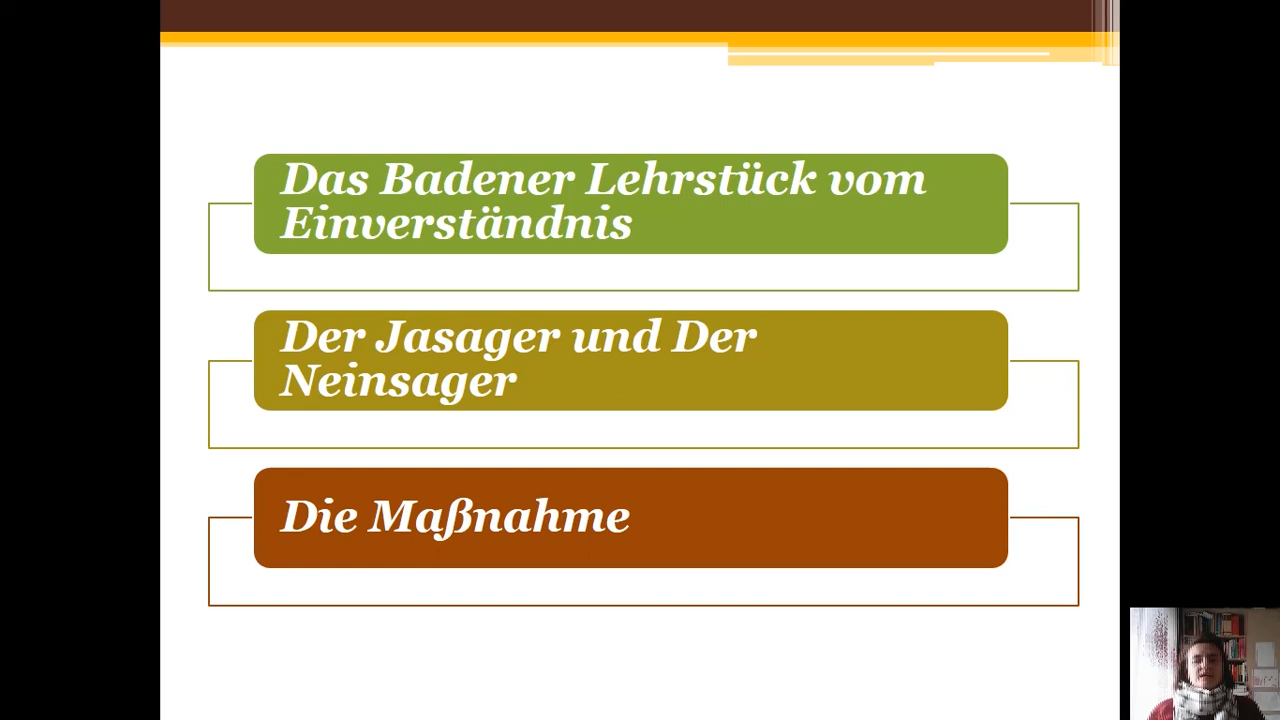 Das Badener Lehrstück vom
Einverständnis
Der Jasager und Der
Neinsager
Die Maßnahme